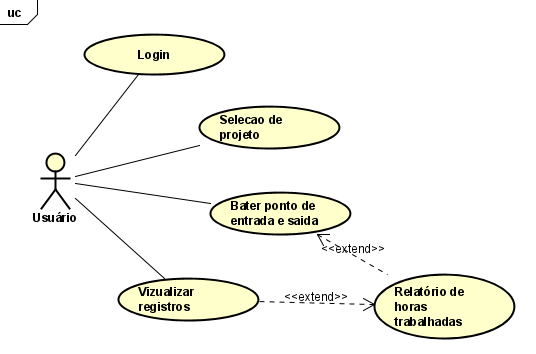 uc
Login
Selecao de
projeto
Usuário
Bater ponto de
entrada e saida
<<extend>>
Vizualizar
registros
<<extend>>
Relatório de
horas
trabalhadas